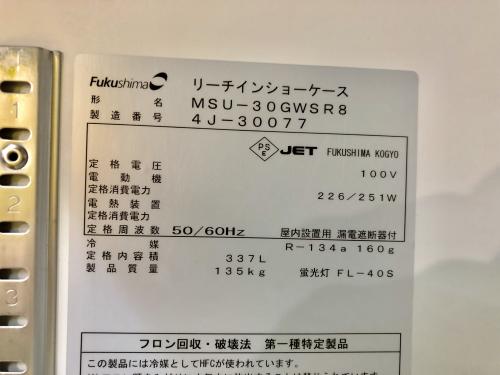 Fukushima
リーチインショーケース
形名 MSU-30GWSR8
製造番号 4J-30077
PSE JET FUKUSHIMA KOGYO
定格電圧 100V
電動機
定格消費電力 226/251W
電熱装置
定格消費電力
定格周波数 50/60Hz 屋内設置用 漏電遮断器付
冷媒 R-134a 160g
定格内容積 337L
製品質量 135kg 蛍光灯 FL-40S
フロン回収・破壊法 第一種特定製品
この製品には冷媒としてHFCが使われています。
1
2
3